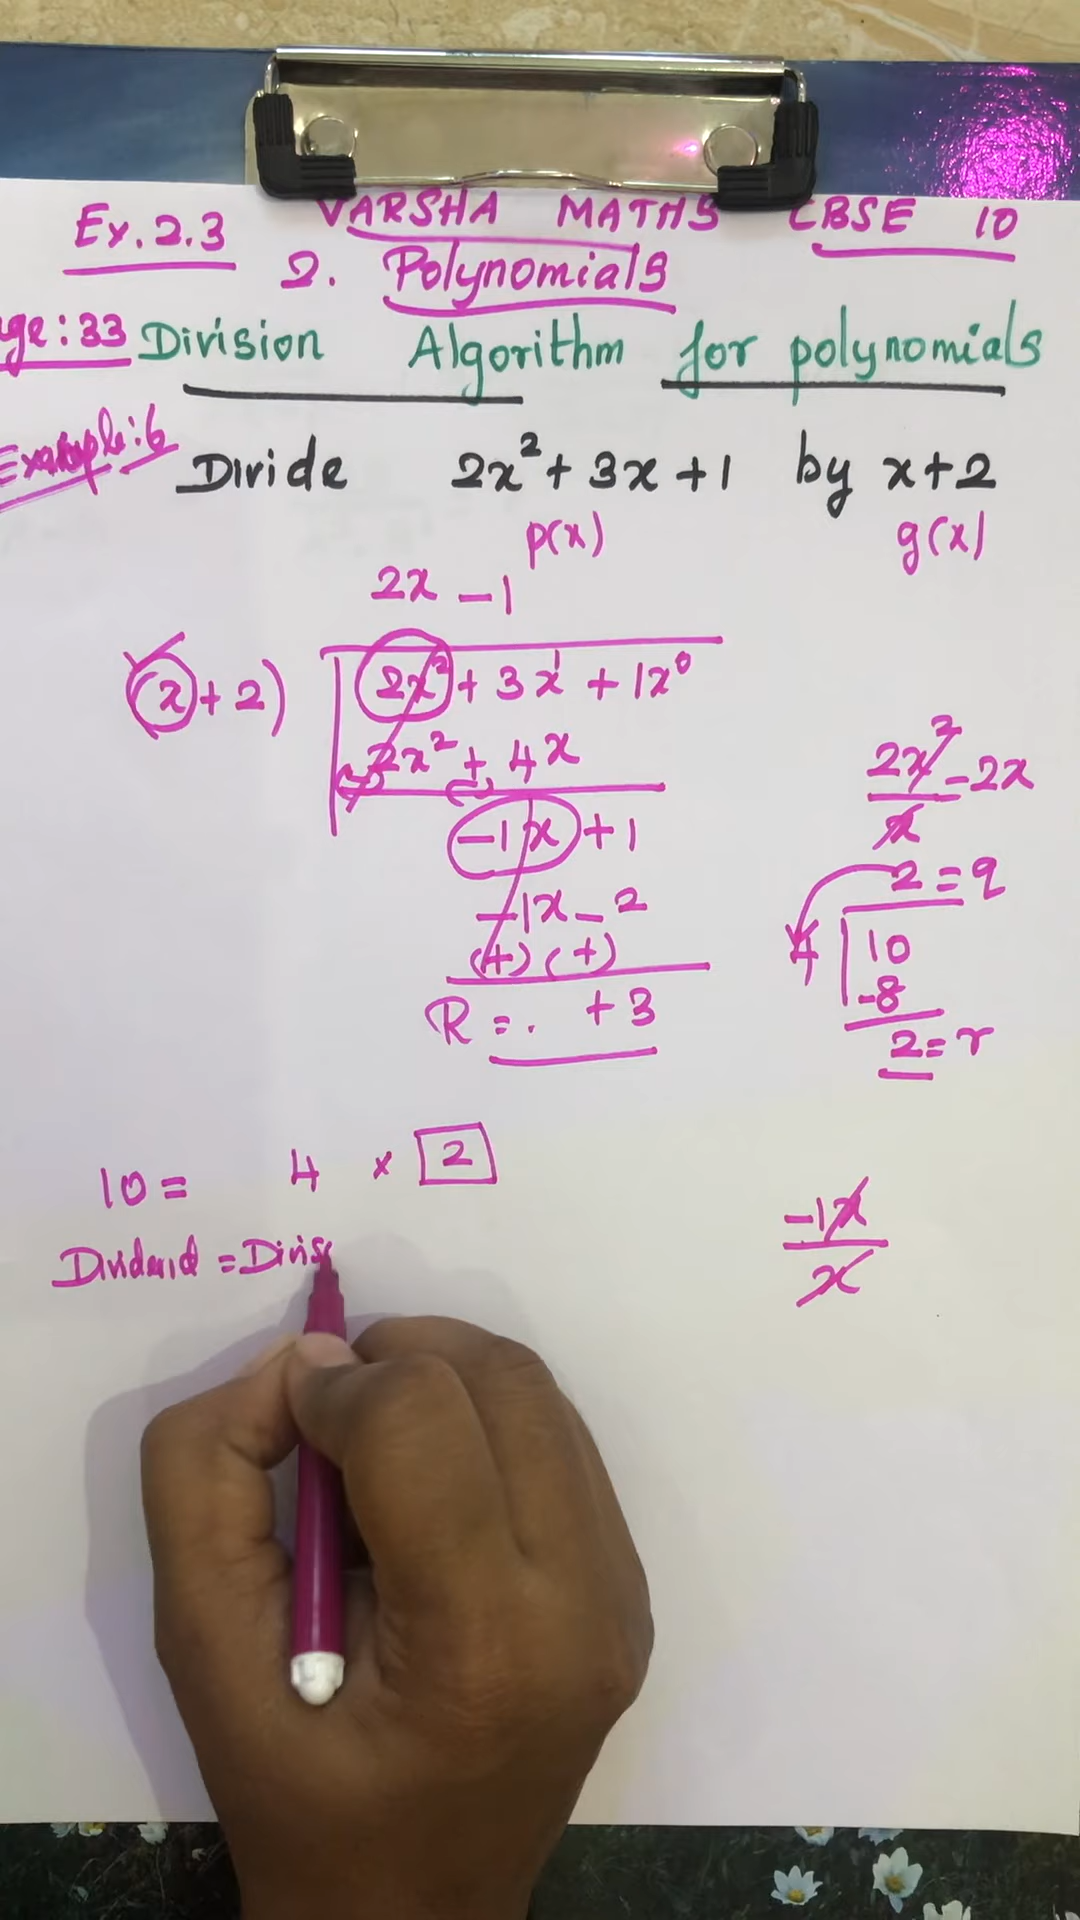 VARSHA MATHS CBSE 10
Ex. 2.3
2. Polynomials
ge: 33 Division Algorithm for polynomials
Example: 6 Divide 2x² + 3x + 1 by x+2
p(x) g(x)
2x - 1
x + 2) 2x² + 3x¹ + 1x⁰
2x² + 4x
(-) (-)
-1x + 1
-1x - 2
(+) (+)
R = . + 3
2x² - 2x
x
2 = q
4 10
-8
2 = r
10 = 4 × 2
Dividend = Divis
-1x
x